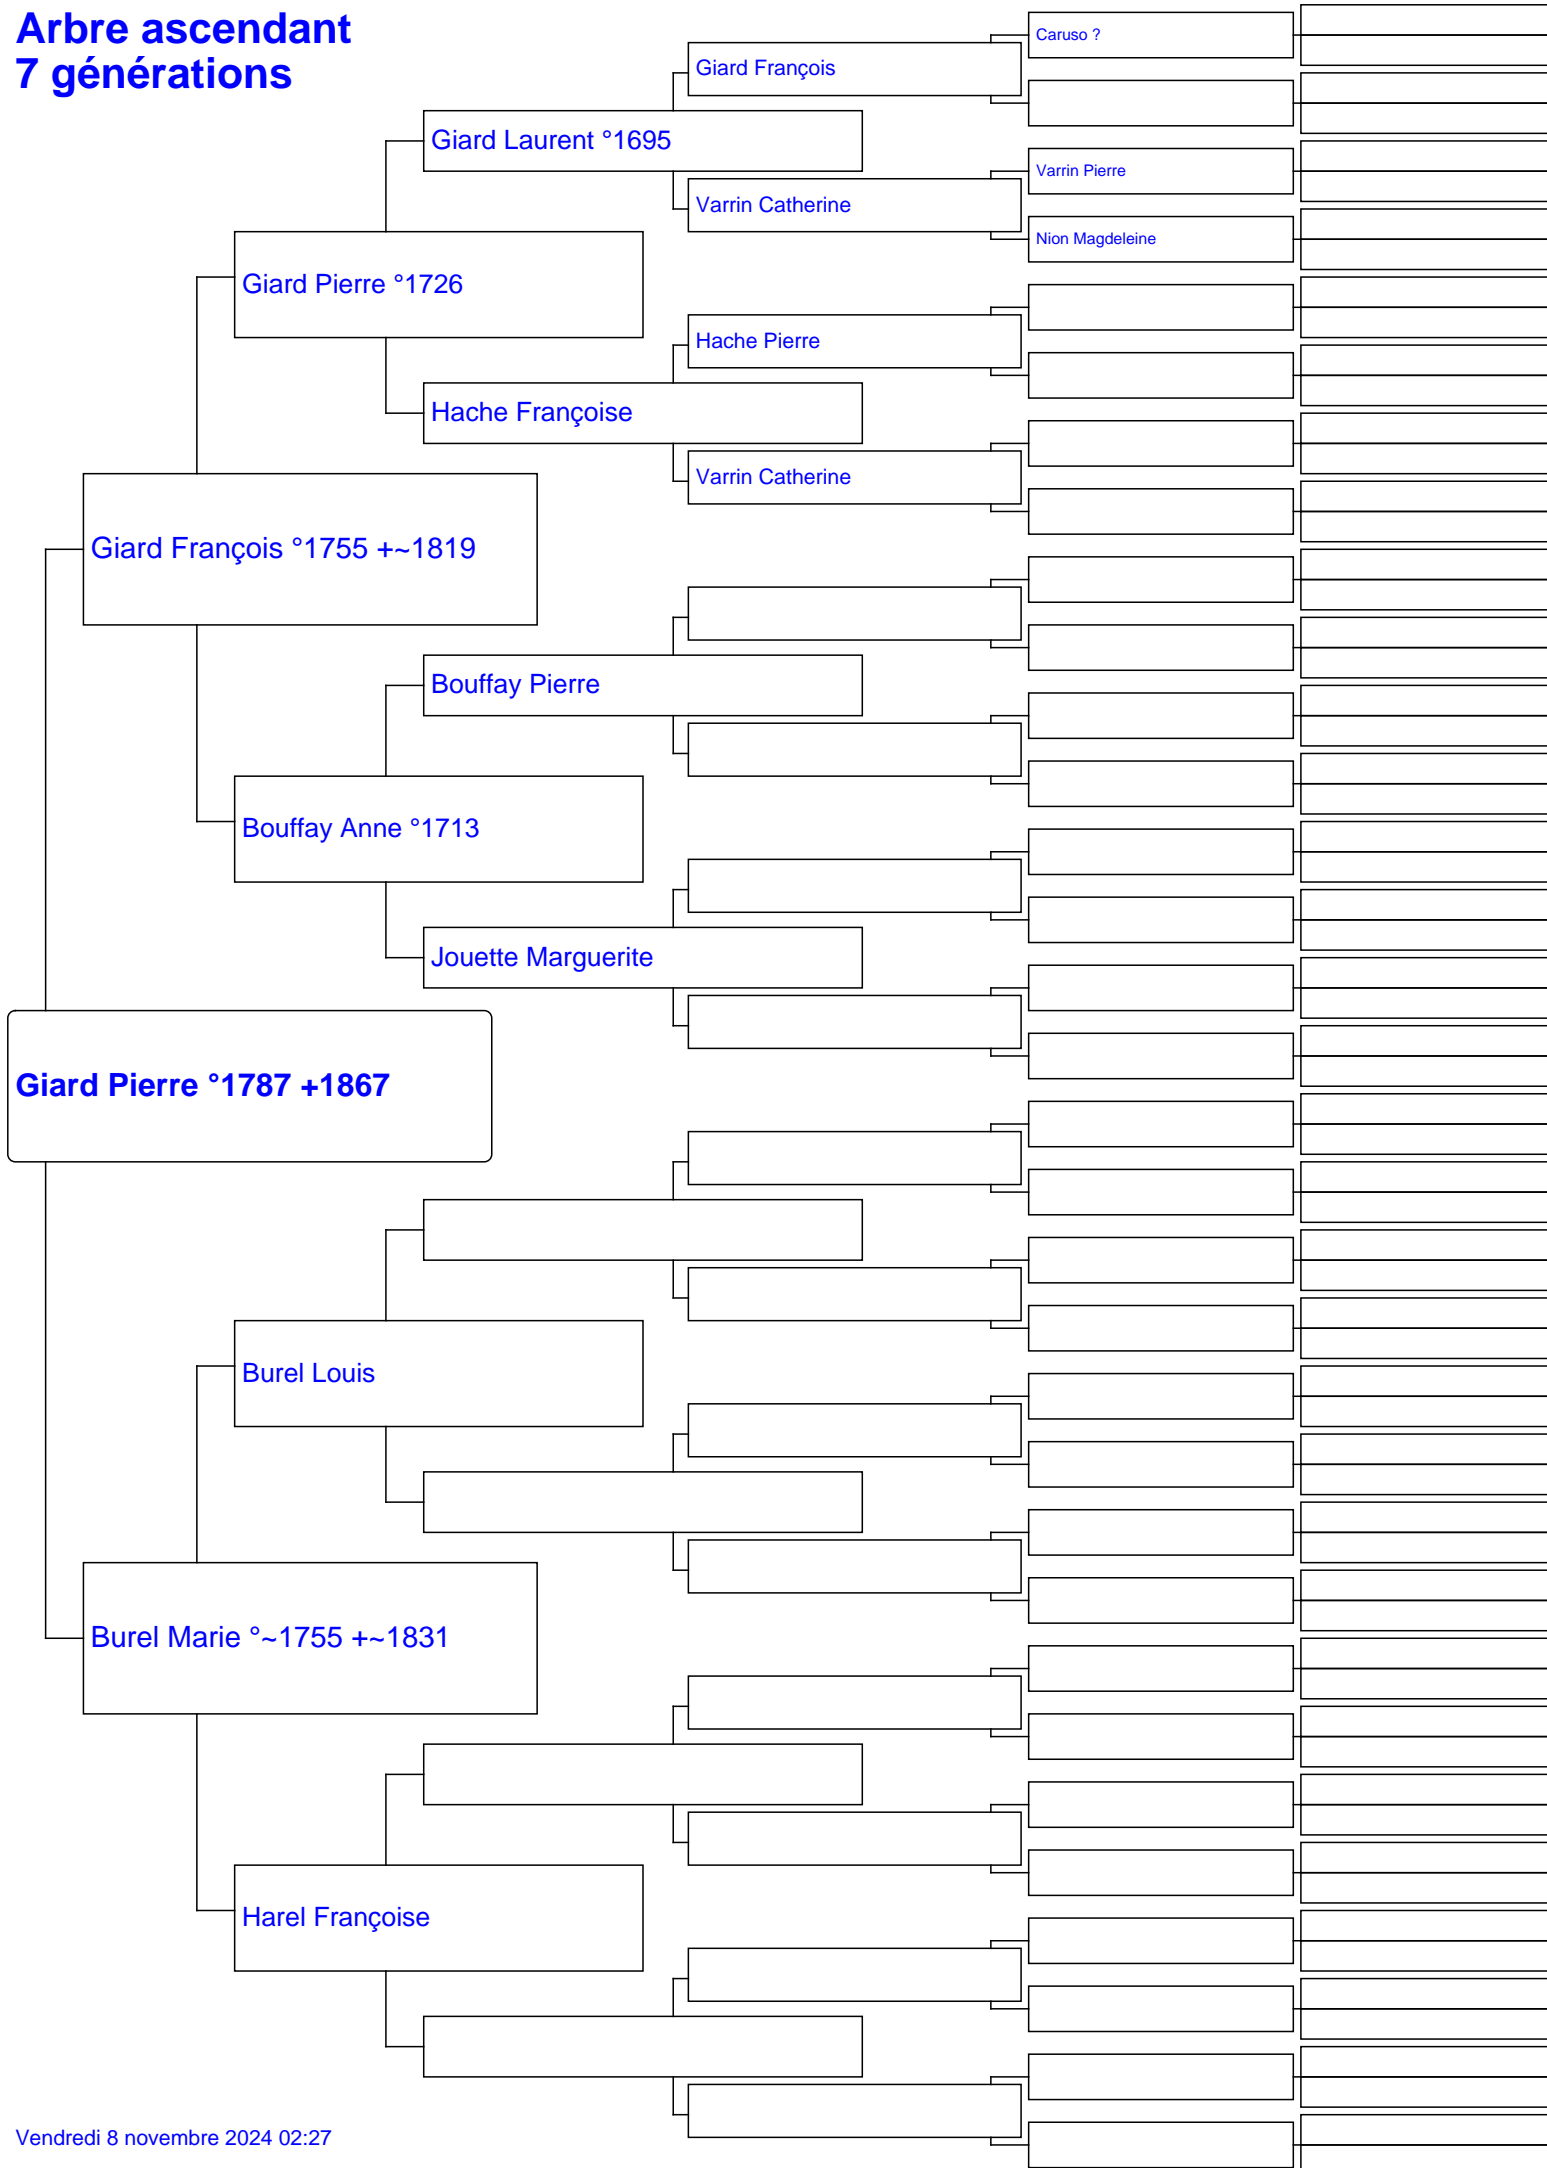 Arbre ascendant
7 générations
Caruso ?
Giard François
Giard Laurent °1695
Varrin Pierre
Varrin Catherine
Nion Magdeleine
Giard Pierre °1726
Hache Pierre
Hache Françoise
Varrin Catherine
Giard François °1755 +~1819
Bouffay Pierre
Bouffay Anne °1713
Jouette Marguerite
Giard Pierre °1787 +1867
Burel Louis
Burel Marie °~1755 +~1831
Harel Françoise
Vendredi 8 novembre 2024 02:27